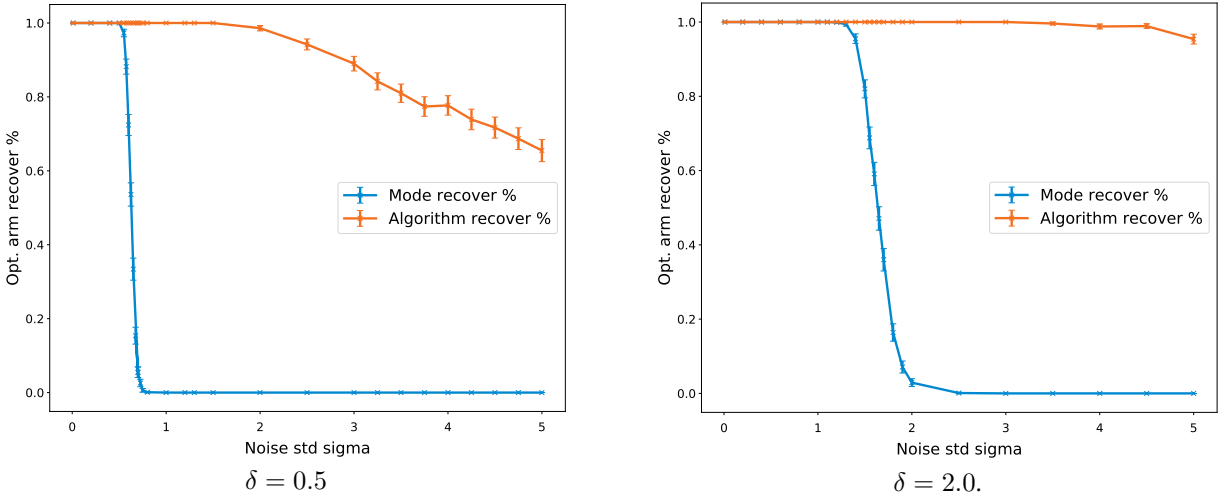 Opt. arm recover %
1.0
0.8
0.6
0.4
0.2
0.0
0 1 2 3 4 5
Noise std sigma
Mode recover %
Algorithm recover %
δ = 0.5
Opt. arm recover %
1.0
0.8
0.6
0.4
0.2
0.0
0 1 2 3 4 5
Noise std sigma
Mode recover %
Algorithm recover %
δ = 2.0.